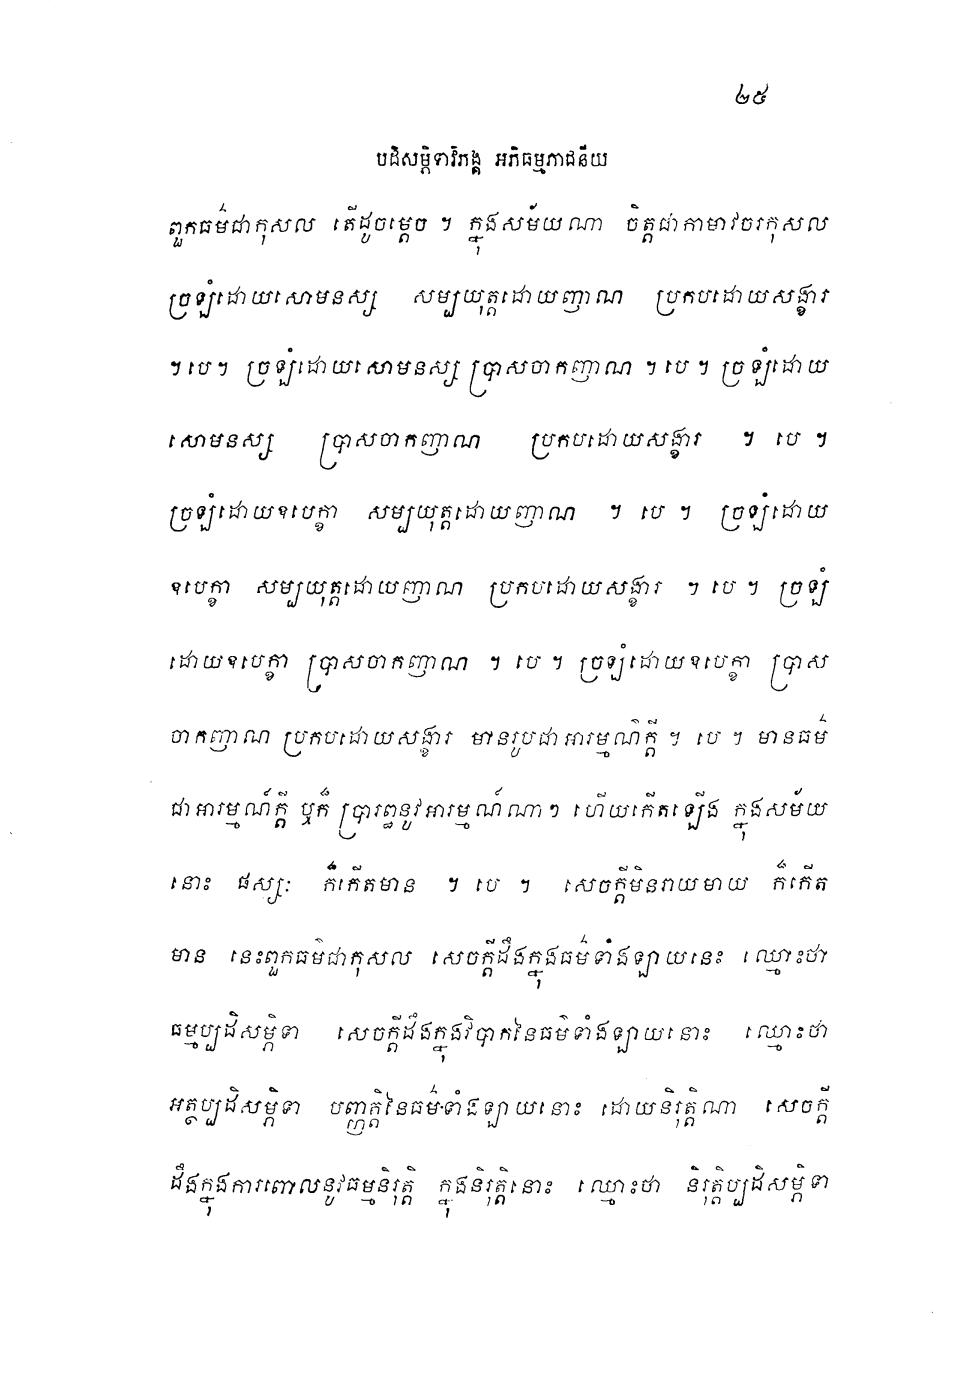 ២៥
បដិសម្ភិទាវិភង្គ អភិធម្មភាជនីយ
ពួកធម៌ជាកុសល តើដូចម្តេច ។ ក្នុងសម័យណា ចិត្តជាកាមាវចរកុសល
ច្រឡំដោយសោមនស្ស សម្បយុត្តដោយញាណ ប្រកបដោយសង្ខារ
។ បេ ។ ច្រឡំដោយសោមនស្ស ប្រាសចាកញាណ ។ បេ ។ ច្រឡំដោយ
សោមនស្ស ប្រាសចាកញាណ ប្រកបដោយសង្ខារ ។ បេ ។
ច្រឡំដោយឧបេក្ខា សម្បយុត្តដោយញាណ ។ បេ ។ ច្រឡំដោយ
ឧបេក្ខា សម្បយុត្តដោយញាណ ប្រកបដោយសង្ខារ ។ បេ ។ ច្រឡំ
ដោយឧបេក្ខា ប្រាសចាកញាណ ។ បេ ។ ច្រឡំដោយឧបេក្ខា ប្រាស
ចាកញាណ ប្រកបដោយសង្ខារ មានរូបជាអារម្មណ៍ក្តី ។ បេ ។ មានធម៌
ជាអារម្មណ៍ក្តី ឬក៏ ប្រារព្ធនូវអារម្មណ៍ណាៗ ហើយកើតឡើង ក្នុងសម័យ
នោះ ផស្សៈ ក៏កើតមាន ។ បេ ។ សេចក្តីមិនរាយមាយ ក៏កើត
មាន នេះពួកធម៌ជាកុសល សេចក្តីដឹងក្នុងធម៌ទាំងឡាយនេះ ឈ្មោះថា
ធម្មប្បដិសម្ភិទា សេចក្តីដឹងក្នុងវិបាកនៃធម៌ទាំងឡាយនោះ ឈ្មោះថា
អត្ថប្បដិសម្ភិទា បញ្ញត្តិនៃធម៌ទាំងឡាយនោះ ដោយនិរុត្តិណា សេចក្តី
ដឹងក្នុងការពោលនូវធម្មនិរុត្តិ ក្នុងនិរុត្តិនោះ ឈ្មោះថា និរុត្តិប្បដិសម្ភិទា